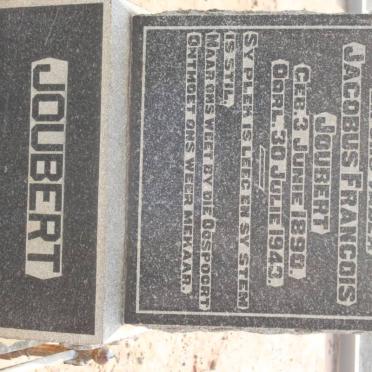 JACOBUS FRANCOIS
JOUBERT
GEB. 3 JUNIE 1890.
OORL. 30 JULIE 1943.
SY PLEK IS LEEG EN SY STEM
IS STIL,
MAAR ONS WEET BY DIE OGSPOORT
ONTMOET ONS WEER MEKAAR.
JOUBERT